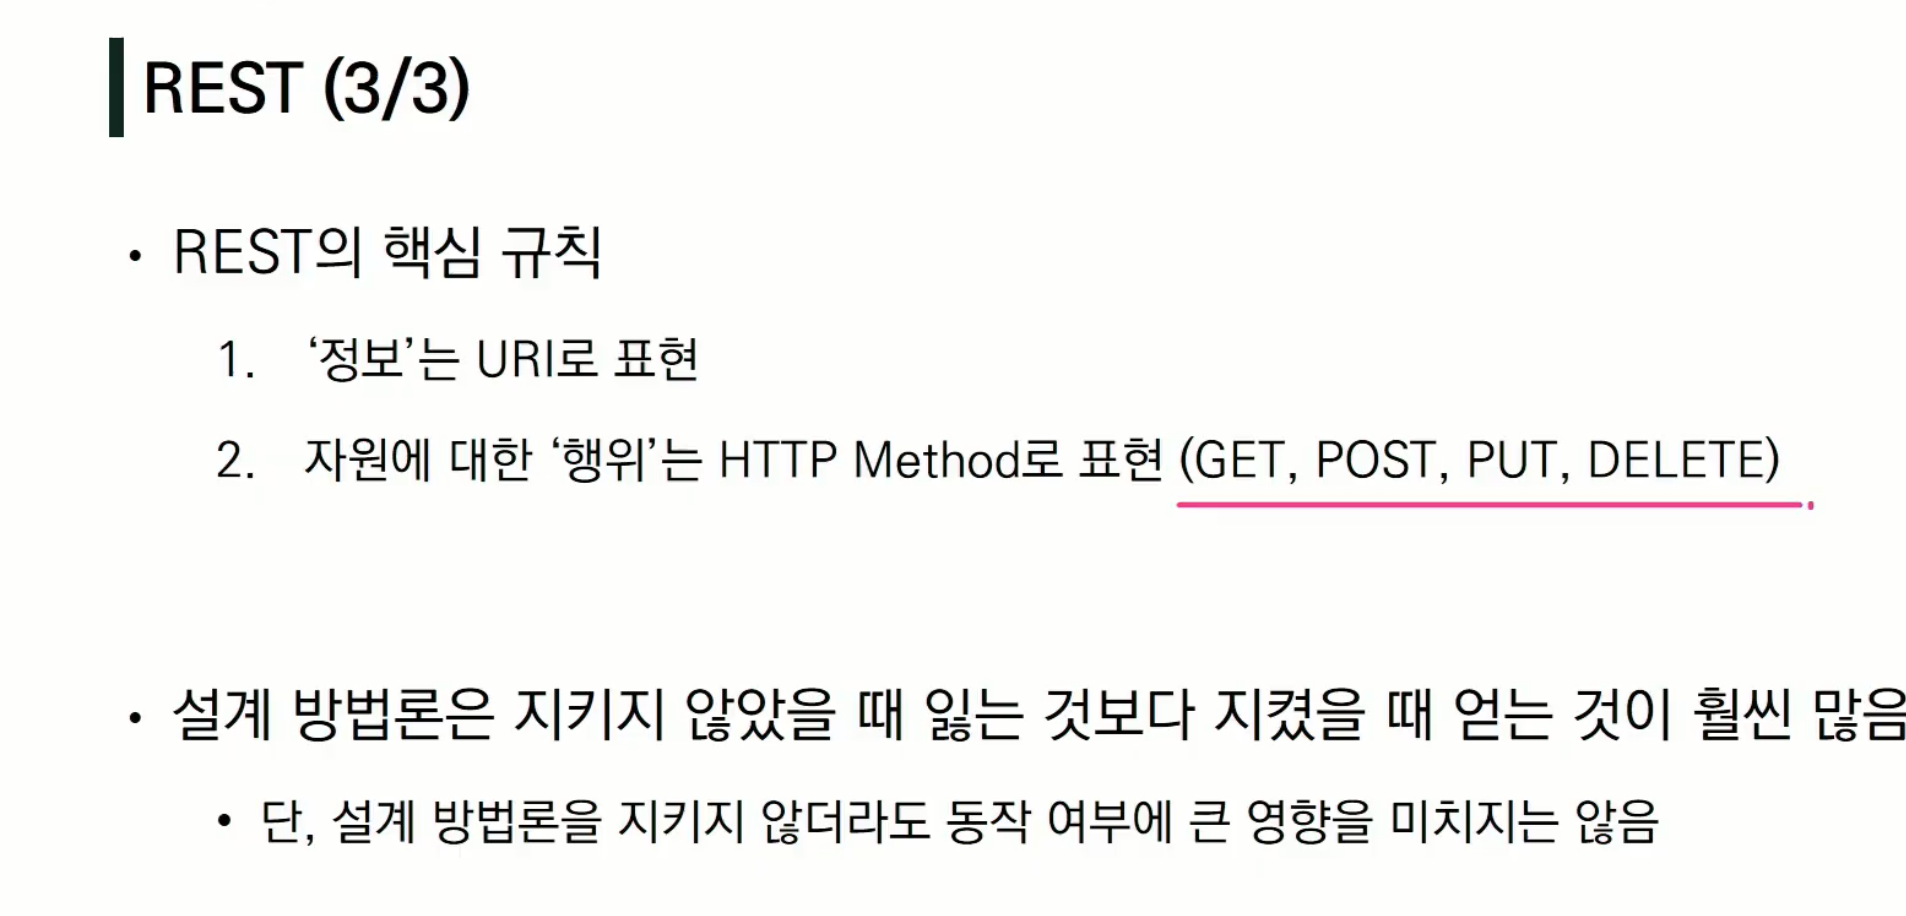 REST (3/3)
• REST의 핵심 규칙
1. ‘정보’는 URI로 표현
2. 자원에 대한 ‘행위’는 HTTP Method로 표현 (GET, POST, PUT, DELETE)
• 설계 방법론은 지키지 않았을 때 잃는 것보다 지켰을 때 얻는 것이 훨씬 많음
• 단, 설계 방법론을 지키지 않더라도 동작 여부에 큰 영향을 미치지는 않음